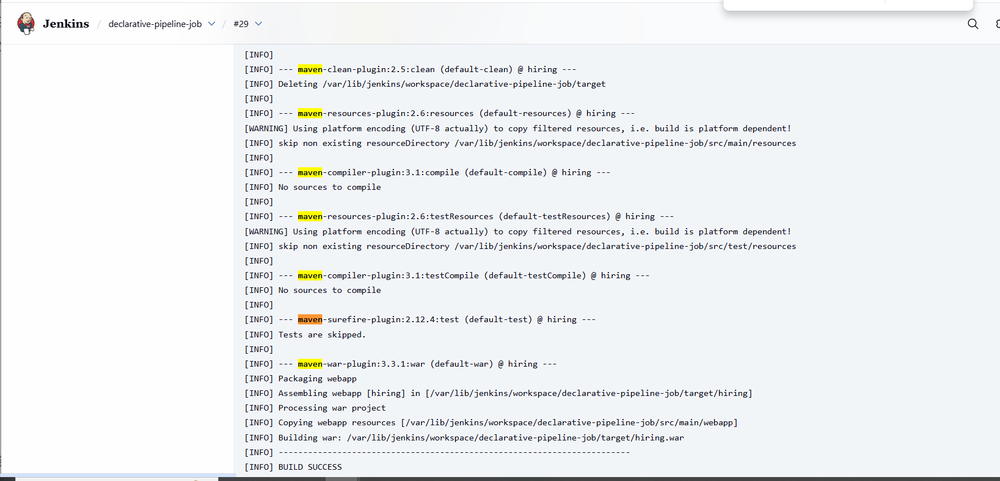 Jenkins / declarative-pipeline-job / #29
[INFO]
[INFO] --- maven-clean-plugin:2.5:clean (default-clean) @ hiring ---
[INFO] Deleting /var/lib/jenkins/workspace/declarative-pipeline-job/target
[INFO]
[INFO] --- maven-resources-plugin:2.6:resources (default-resources) @ hiring ---
[WARNING] Using platform encoding (UTF-8 actually) to copy filtered resources, i.e. build is platform dependent!
[INFO] skip non existing resourceDirectory /var/lib/jenkins/workspace/declarative-pipeline-job/src/main/resources
[INFO]
[INFO] --- maven-compiler-plugin:3.1:compile (default-compile) @ hiring ---
[INFO] No sources to compile
[INFO]
[INFO] --- maven-resources-plugin:2.6:testResources (default-testResources) @ hiring ---
[WARNING] Using platform encoding (UTF-8 actually) to copy filtered resources, i.e. build is platform dependent!
[INFO] skip non existing resourceDirectory /var/lib/jenkins/workspace/declarative-pipeline-job/src/test/resources
[INFO]
[INFO] --- maven-compiler-plugin:3.1:testCompile (default-testCompile) @ hiring ---
[INFO] No sources to compile
[INFO]
[INFO] --- maven-surefire-plugin:2.12.4:test (default-test) @ hiring ---
[INFO] Tests are skipped.
[INFO]
[INFO] --- maven-war-plugin:3.3.1:war (default-war) @ hiring ---
[INFO] Packaging webapp
[INFO] Assembling webapp [hiring] in [/var/lib/jenkins/workspace/declarative-pipeline-job/target/hiring]
[INFO] Processing war project
[INFO] Copying webapp resources [/var/lib/jenkins/workspace/declarative-pipeline-job/src/main/webapp]
[INFO] Building war: /var/lib/jenkins/workspace/declarative-pipeline-job/target/hiring.war
[INFO] ------------------------------------------------------------------------
[INFO] BUILD SUCCESS